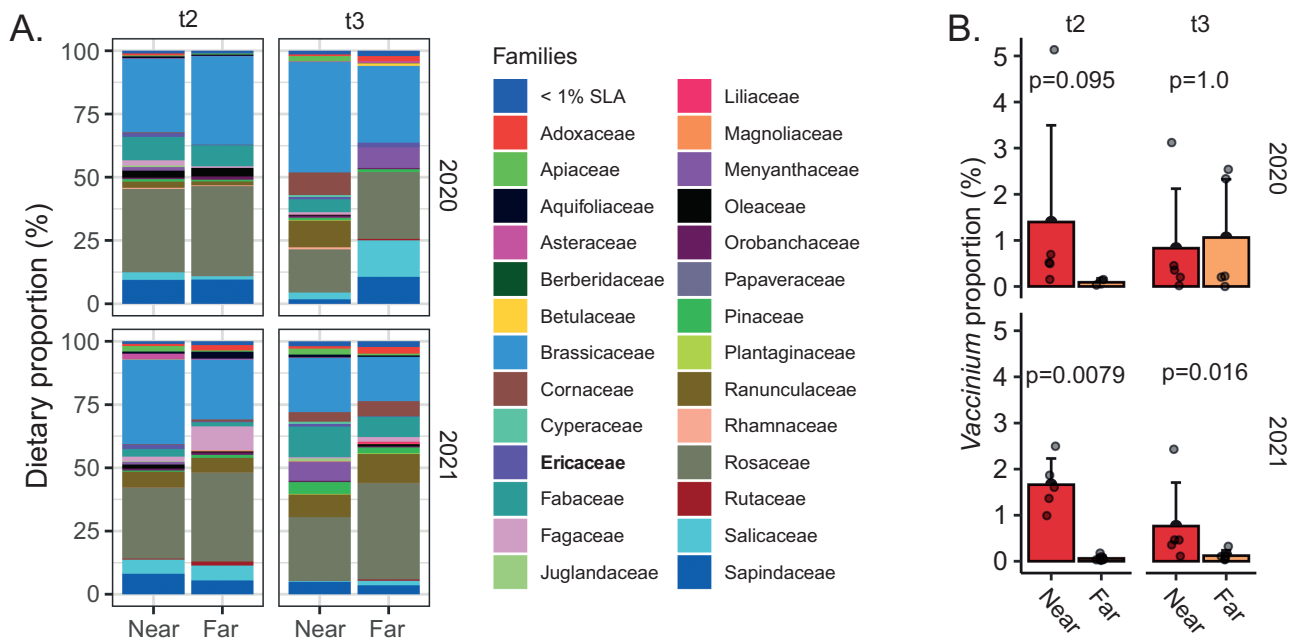 A.
t2
t3
Dietary proportion (%)
100
75
50
25
0
2020
100
75
50
25
0
2021
Near
Far
Near
Far
Families
< 1% SLA
Adoxaceae
Apiaceae
Aquifoliaceae
Asteraceae
Berberidaceae
Betulaceae
Brassicaceae
Cornaceae
Cyperaceae
Ericaceae
Fabaceae
Fagaceae
Juglandaceae
Liliaceae
Magnoliaceae
Menyanthaceae
Oleaceae
Orobanchaceae
Papaveraceae
Pinaceae
Plantaginaceae
Ranunculaceae
Rhamnaceae
Rosaceae
Rutaceae
Salicaceae
Sapindaceae
B.
t2
t3
Vaccinium proportion (%)
5
4
3
2
1
0
p=0.095
p=1.0
2020
5
4
3
2
1
0
p=0.0079
p=0.016
2021
Near
Far
Near
Far